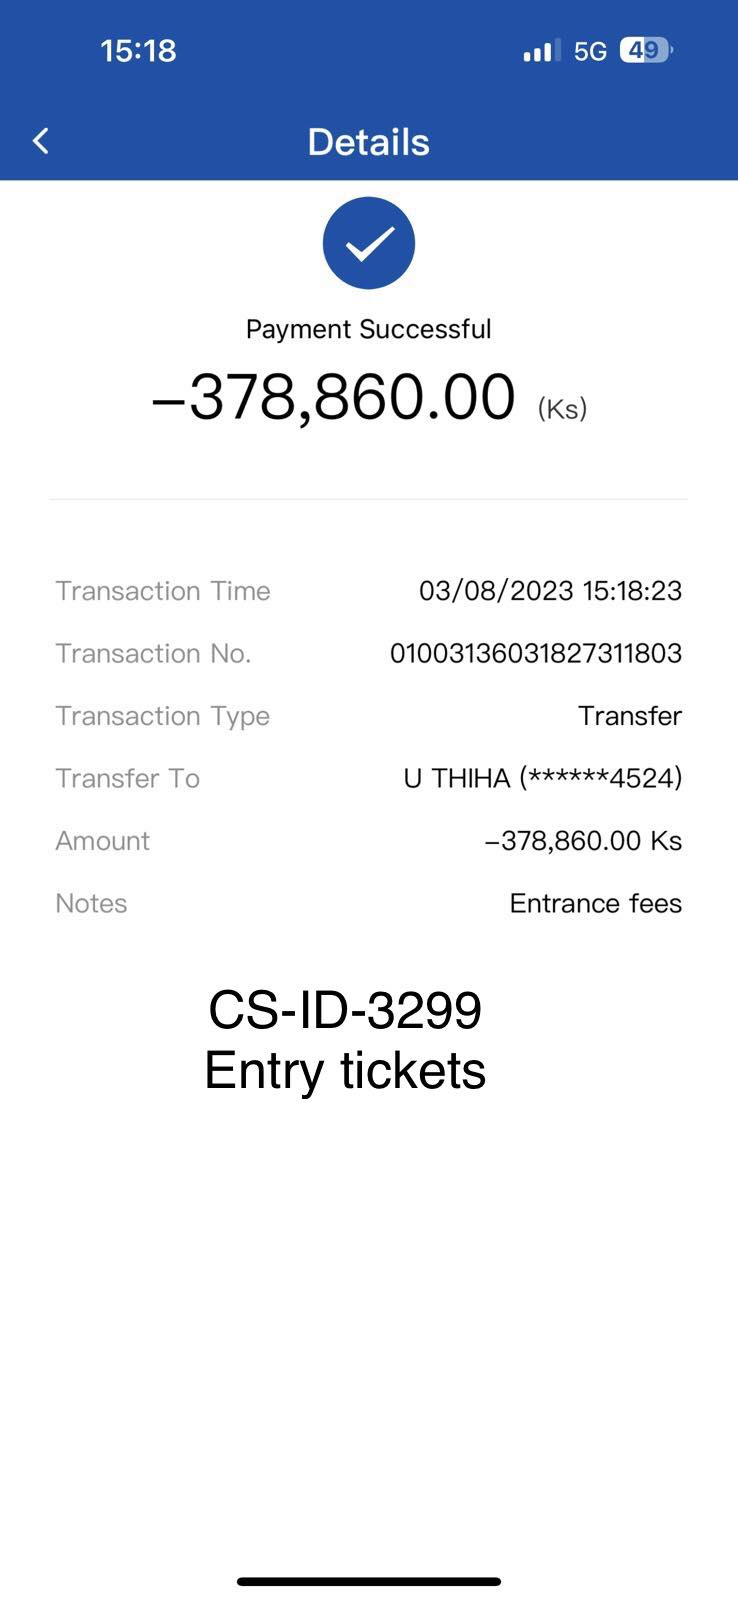 15:18 5G 49
Details
Payment Successful
–378,860.00 (Ks)
Transaction Time 03/08/2023 15:18:23
Transaction No. 01003136031827311803
Transaction Type Transfer
Transfer To U THIHA (******4524)
Amount –378,860.00 Ks
Notes Entrance fees
CS-ID-3299
Entry tickets